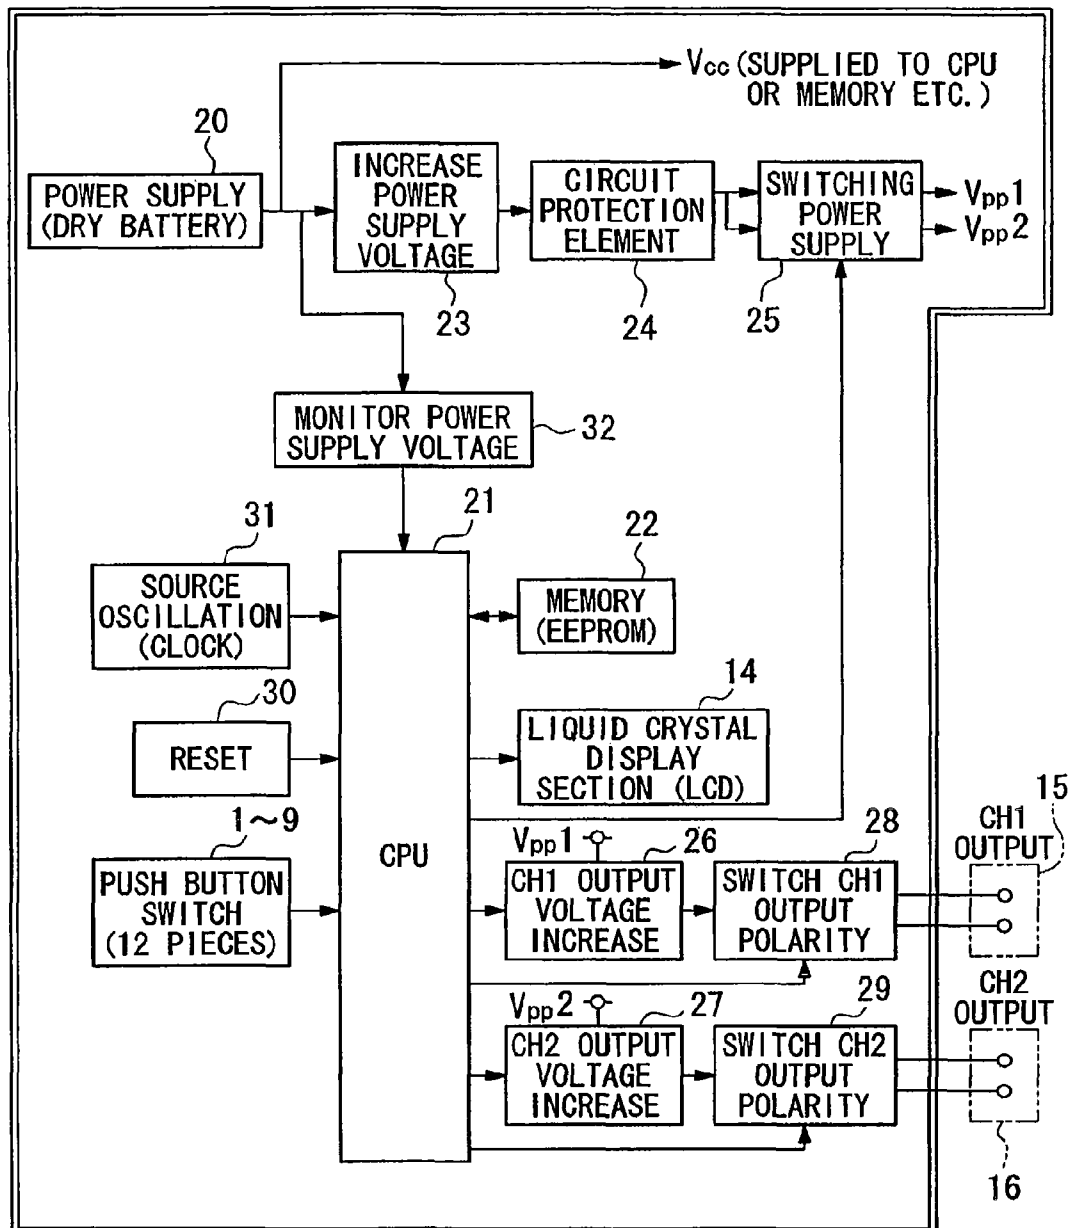 Vcc (SUPPLIED TO CPU
OR MEMORY ETC.)
20
POWER SUPPLY
(DRY BATTERY)
INCREASE
POWER
SUPPLY
VOLTAGE
23
CIRCUIT
PROTECTION
ELEMENT
24
SWITCHING
POWER
SUPPLY
25
Vpp1
Vpp2
MONITOR POWER
SUPPLY VOLTAGE
32
31
SOURCE
OSCILLATION
(CLOCK)
21
CPU
22
MEMORY
(EEPROM)
30
RESET
14
LIQUID CRYSTAL
DISPLAY
SECTION (LCD)
1~9
PUSH BUTTON
SWITCH
(12 PIECES)
Vpp1
26
CH1 OUTPUT
VOLTAGE
INCREASE
28
SWITCH CH1
OUTPUT
POLARITY
15
CH1
OUTPUT
Vpp2
27
CH2 OUTPUT
VOLTAGE
INCREASE
29
SWITCH CH2
OUTPUT
POLARITY
CH2
OUTPUT
16